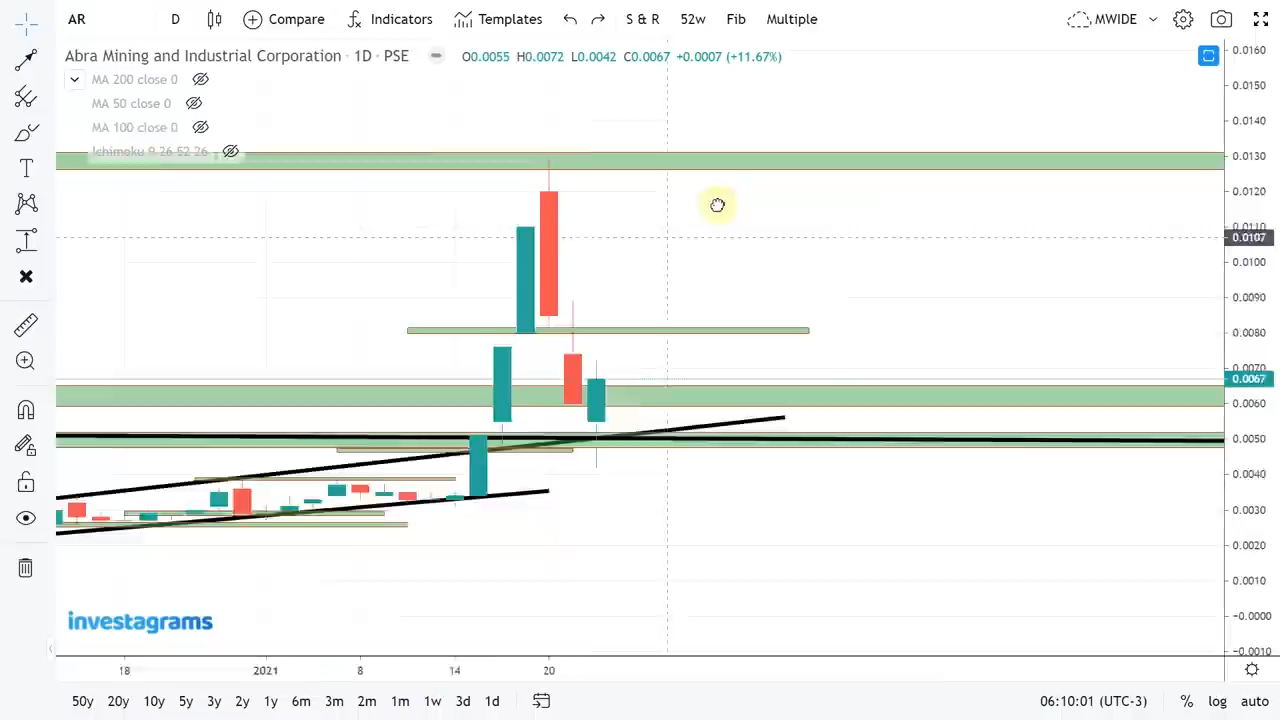 AR D Compare Indicators Templates S & R 52w Fib Multiple MWIDE
Abra Mining and Industrial Corporation · 1D · PSE O0.0055 H0.0072 L0.0042 C0.0067 +0.0007 (+11.67%)
MA 200 close 0
MA 50 close 0
MA 100 close 0
Ichimoku 9 26 52 26
0.0160
0.0150
0.0140
0.0130
0.0120
0.0110
0.0107
0.0100
0.0090
0.0080
0.0070
0.0067
0.0060
0.0050
0.0040
0.0030
0.0020
0.0010
−0.0000
−0.0010
investagrams
18 2021 8 14 20
50y 20y 10y 5y 3y 2y 1y 6m 3m 2m 1m 1w 3d 1d 06:10:01 (UTC-3) % log auto